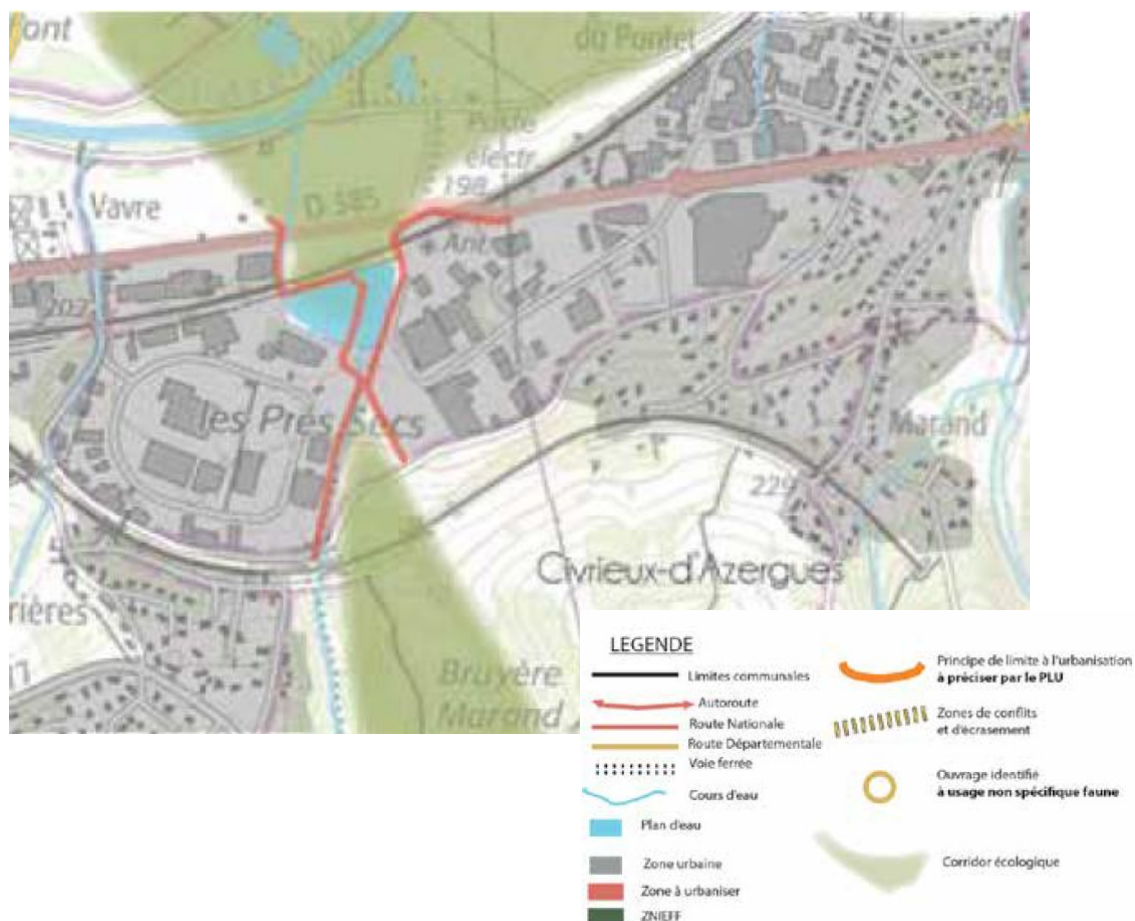 font
du Pontet
Poste
électr.
198
Vavre
D 385
Ant
202
les Prés Secs
Marand
229
Civrieux-d'Azergues
rières
Bruyère
Marand
LEGENDE
Limites communales
Autoroute
Route Nationale
Route Départementale
Voie ferrée
Cours d'eau
Plan d'eau
Zone urbaine
Zone à urbaniser
ZNIEFF
Principe de limite à l'urbanisation
à préciser par le PLU
Zones de conflits
et d'écrasement
Ouvrage identifié
à usage non spécifique faune
Corridor écologique